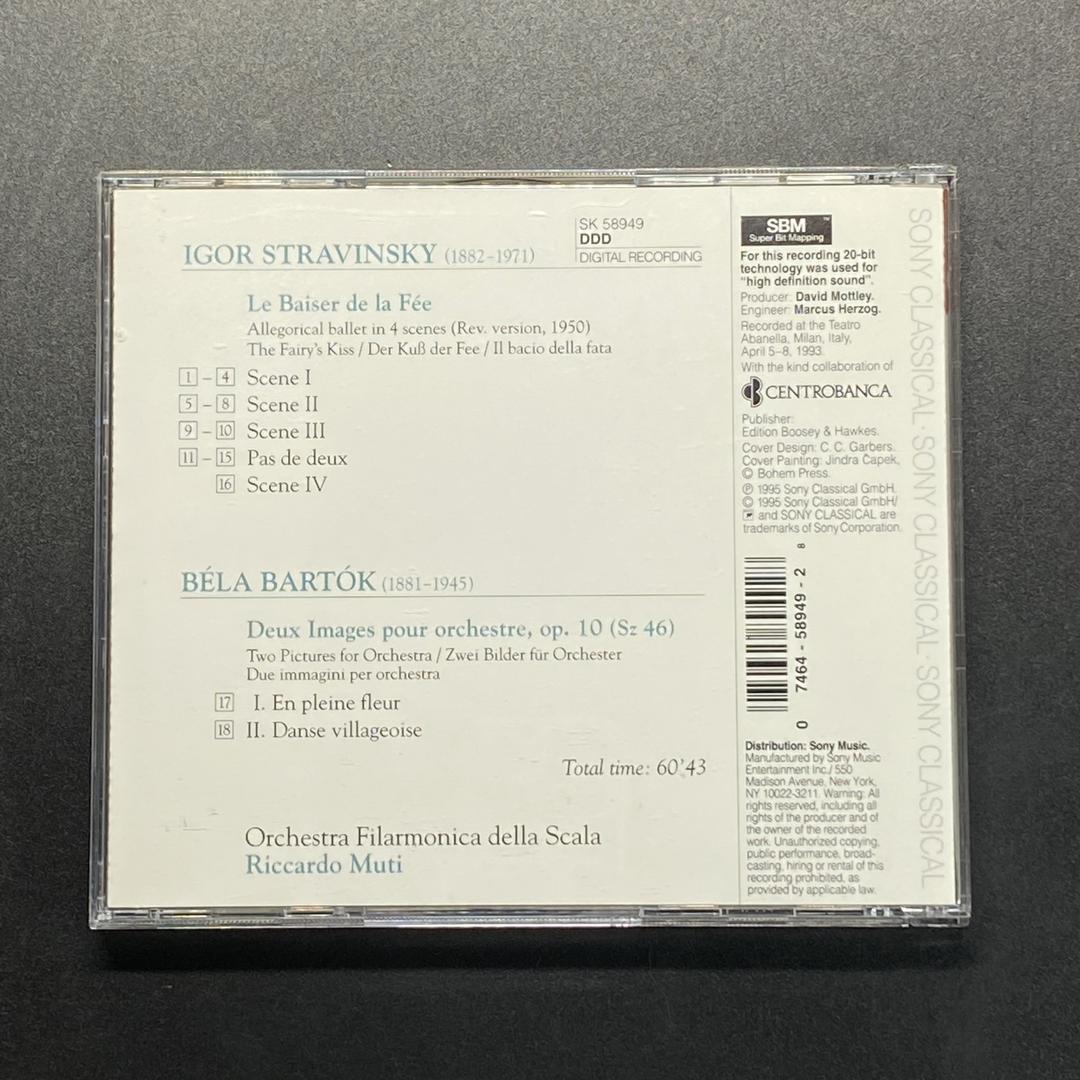 SK 58949
DDD
DIGITAL RECORDING
IGOR STRAVINSKY (1882–1971)
Le Baiser de la Fée
Allegorical ballet in 4 scenes (Rev. version, 1950)
The Fairy's Kiss / Der Kuß der Fee / Il bacio della fata
1 – 4 Scene I
5 – 8 Scene II
9 – 10 Scene III
11 – 15 Pas de deux
16 Scene IV
BÉLA BARTÓK (1881–1945)
Deux Images pour orchestre, op. 10 (Sz 46)
Two Pictures for Orchestra / Zwei Bilder für Orchester
Due immagini per orchestra
17 I. En pleine fleur
18 II. Danse villageoise
Total time: 60'43
Orchestra Filarmonica della Scala
Riccardo Muti
SBM™
Super Bit Mapping
For this recording 20-bit
technology was used for
"high definition sound".
Producer: David Mottley.
Engineer: Marcus Herzog.
Recorded at the Teatro
Abanella, Milan, Italy,
April 5–8, 1993.
With the kind collaboration of
CENTROBANCA
Publisher:
Edition Boosey & Hawkes.
Cover Design: C. C. Garbers.
Cover Painting: Jindra Čapek,
© Bohem Press.
℗ 1995 Sony Classical GmbH.
© 1995 Sony Classical GmbH/
and SONY CLASSICAL are
trademarks of Sony Corporation.
0 7464 - 58949 - 2 8
Distribution: Sony Music.
Manufactured by Sony Music
Entertainment Inc./ 550
Madison Avenue, New York,
NY 10022-3211. Warning: All
rights reserved, including all
rights of the producer and of
the owner of the recorded
work. Unauthorized copying,
public performance, broad-
casting, hiring or rental of this
recording prohibited, as
provided by applicable law.
SONY CLASSICAL · SONY CLASSICAL · SONY CLASSICAL